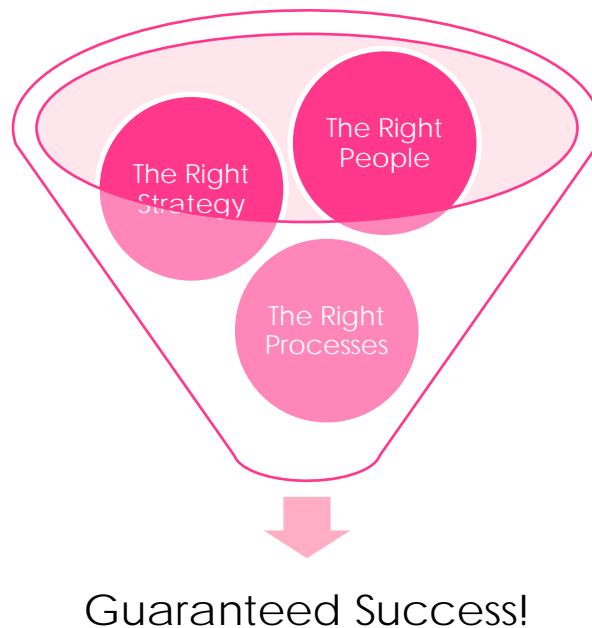 The Right
People
The Right
Strategy
The Right
Processes
Guaranteed Success!